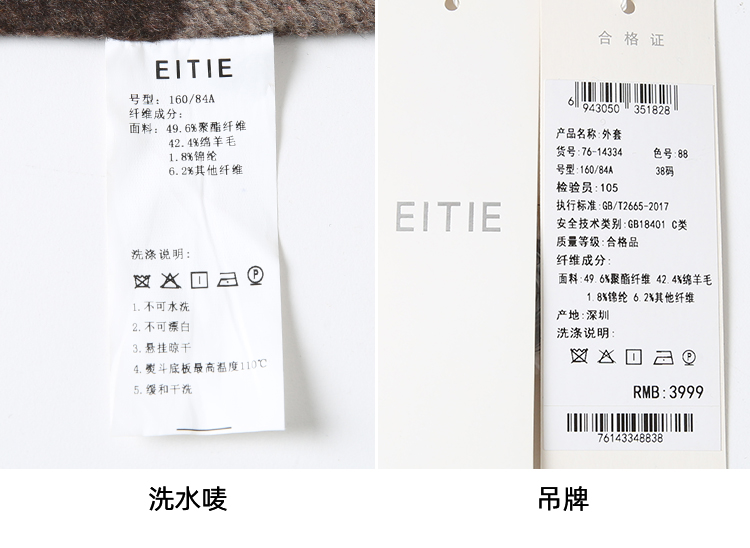 EITIE
号型: 160/84A
纤维成分:
面料: 49.6%聚酯纤维
42.4%绵羊毛
1.8%锦纶
6.2%其他纤维
洗涤说明:
P
1.不可水洗
2.不可漂白
3.悬挂晾干
4.熨斗底板最高温度110℃
5.缓和干洗
洗水唛
EITIE
合格证
6 943050 351828
产品名称:外套
货号:76-14334 色号:88
号型:160/84A 38码
检验员:105
执行标准:GB/T2665-2017
安全技术类别:GB18401 C类
质量等级:合格品
纤维成分:
面料:49.6%聚酯纤维 42.4%绵羊毛
1.8%锦纶 6.2%其他纤维
产地:深圳
洗涤说明:
P
RMB:3999
76143348838
吊牌